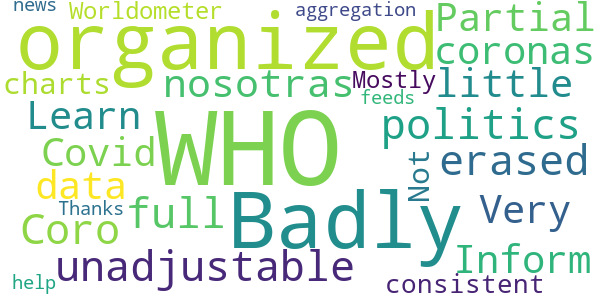 news
Worldometer
aggregation
Partial
organized
coronas
charts
nosotras
Mostly
little
feeds
Learn
WHO
politics
Covid
erased
Not
data
Badly
Very
Thanks
full
Coro
Inform
unadjustable
consistent
help